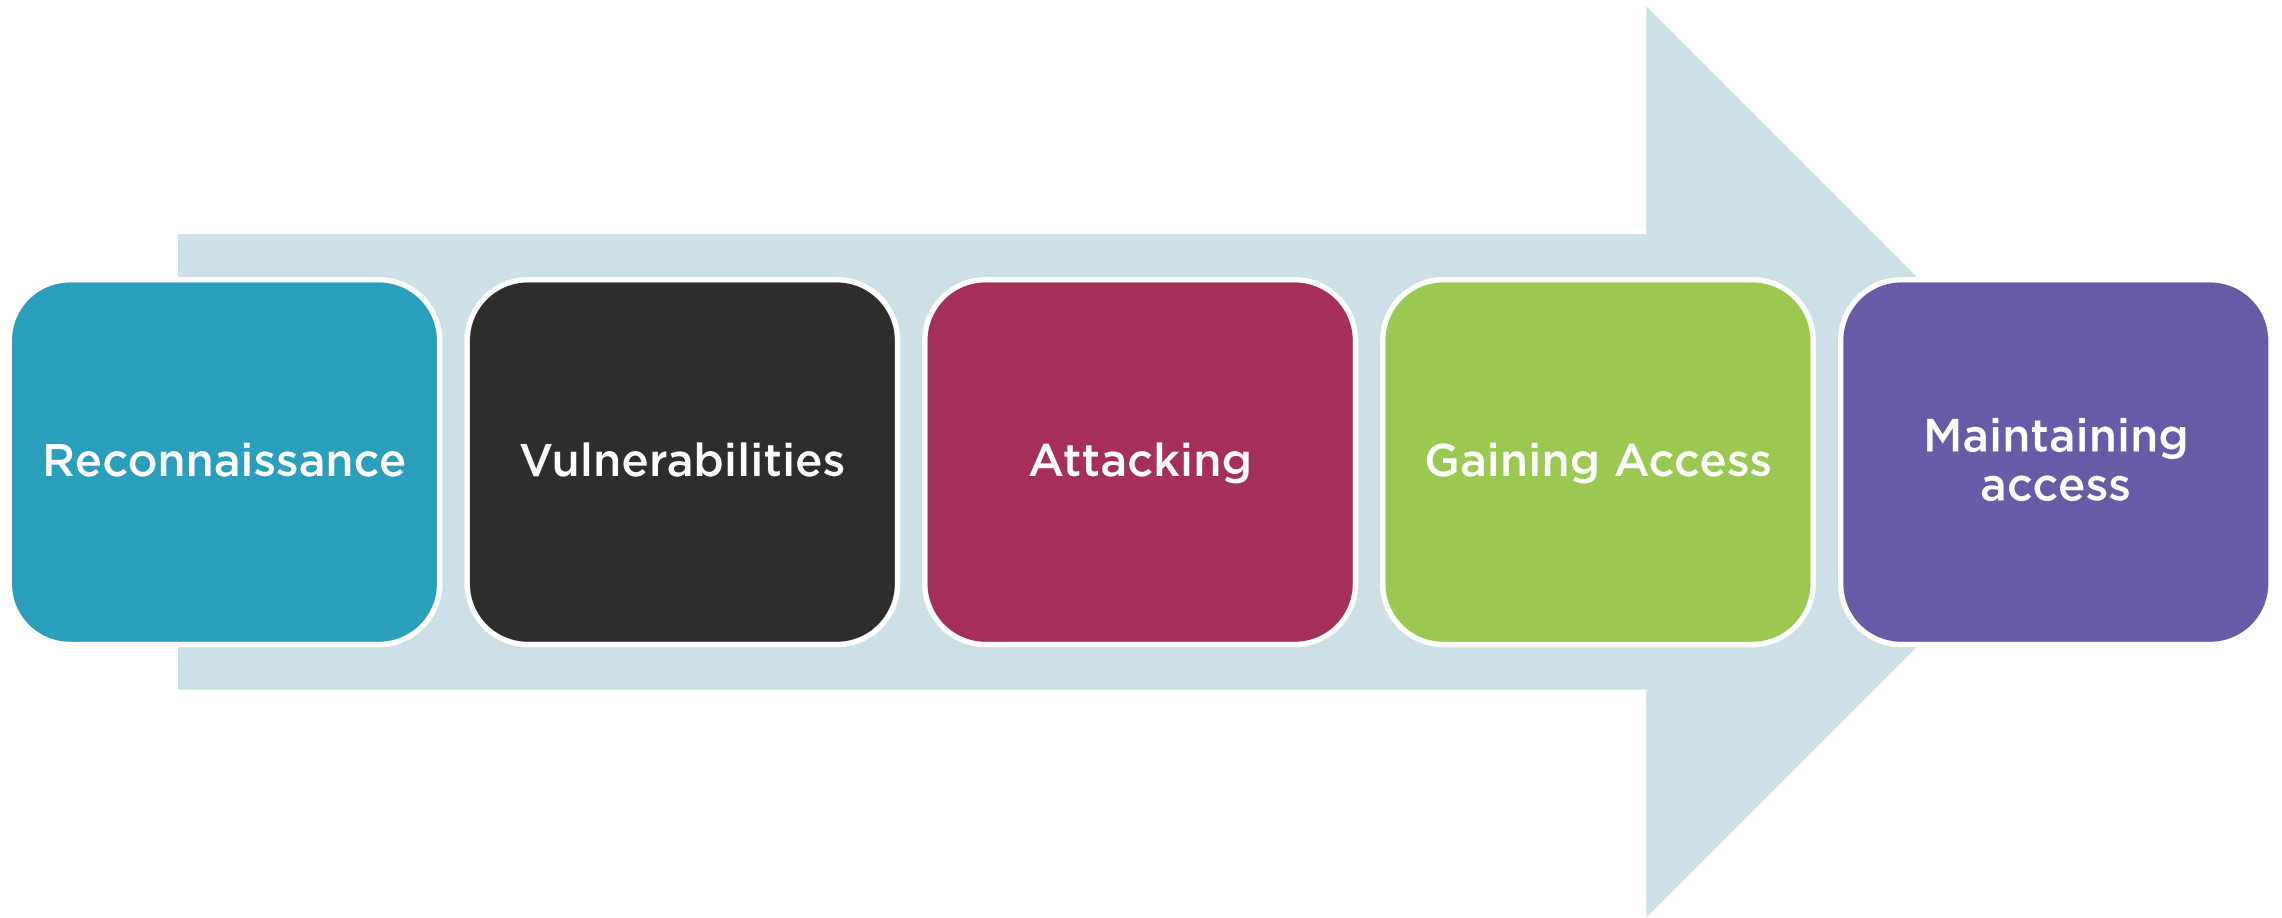 Reconnaissance
Vulnerabilities
Attacking
Gaining Access
Maintaining
access